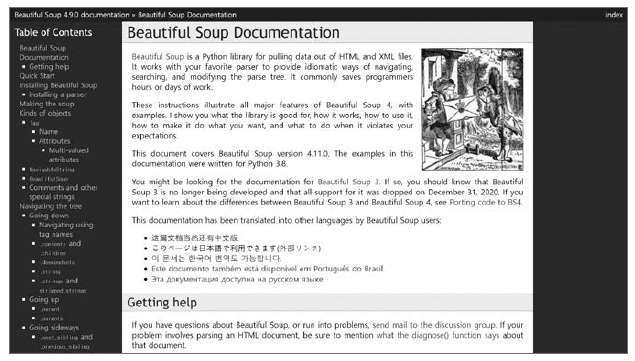 Beautiful Soup 4.9.0 documentation » Beautiful Soup Documentation
index
Table of Contents
Beautiful Soup
Documentation
Getting help
Quick Start
Installing Beautiful Soup
Installing a parser
Making the soup
Kinds of objects
Tag
Name
Attributes
Multi-valued
attributes
NavigableString
BeautifulSoup
Comments and other
special strings
Navigating the tree
Going down
Navigating using
tag names
.contents and
.children
.descendants
.string
.strings and
stripped_strings
Going up
.parent
.parents
Going sideways
.next_sibling and
.previous_sibling
Beautiful Soup Documentation
Beautiful Soup is a Python library for pulling data out of HTML and XML files.
It works with your favorite parser to provide idiomatic ways of navigating,
searching, and modifying the parse tree. It commonly saves programmers
hours or days of work.
These instructions illustrate all major features of Beautiful Soup 4, with
examples. I show you what the library is good for, how it works, how to use it,
how to make it do what you want, and what to do when it violates your
expectations.
This document covers Beautiful Soup version 4.11.0. The examples in this
documentation were written for Python 3.8.
You might be looking for the documentation for Beautiful Soup 3. If so, you should know that Beautiful
Soup 3 is no longer being developed and that all support for it was dropped on December 31, 2020. If you
want to learn about the differences between Beautiful Soup 3 and Beautiful Soup 4, see Porting code to BS4.
This documentation has been translated into other languages by Beautiful Soup users:
这篇文档当然还有中文版.
このページは日本語で利用できます(外部リンク)
이 문서는 한국어 번역도 가능합니다.
Este documento também está disponível em Português do Brasil.
Эта документация доступна на русском языке.
Getting help
If you have questions about Beautiful Soup, or run into problems, send mail to the discussion group. If your
problem involves parsing an HTML document, be sure to mention what the diagnose() function says about
that document.